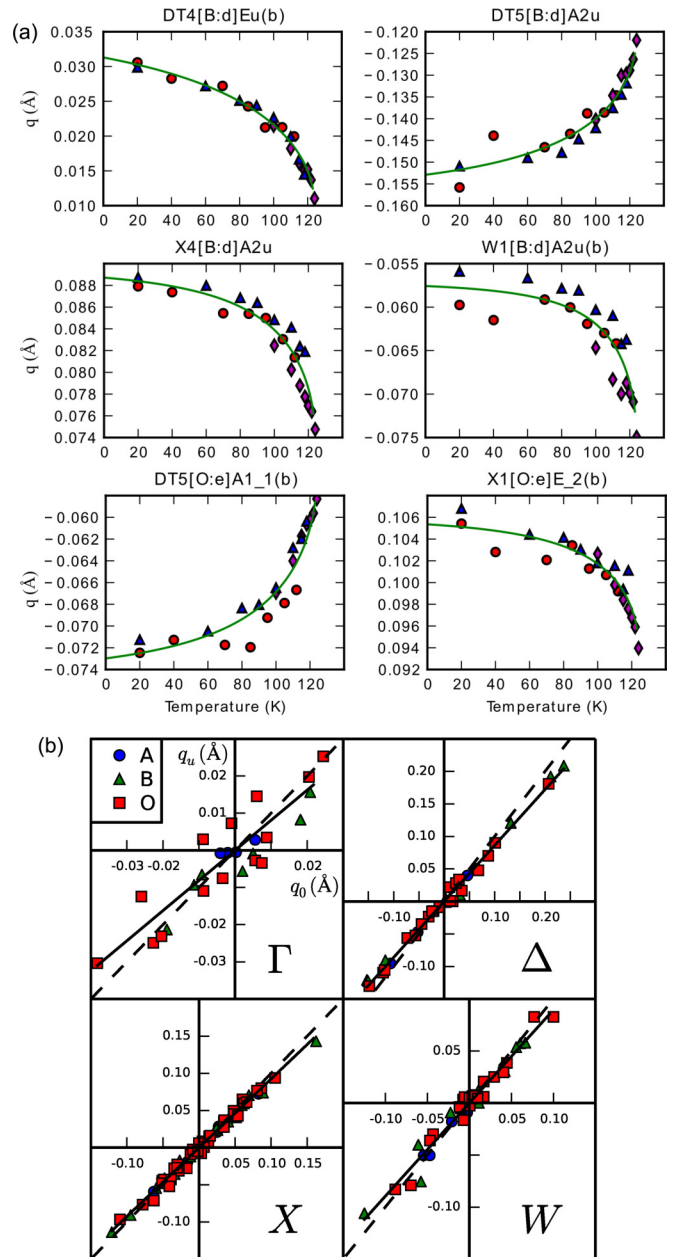 (a)
DT4[B:d]Eu(b)
DT5[B:d]A2u
q (Å)
0.035
0.030
0.025
0.020
0.015
0.010
0 20 40 60 80 100 120
−0.120
−0.125
−0.130
−0.135
−0.140
−0.145
−0.150
−0.155
−0.160
0 20 40 60 80 100 120
X4[B:d]A2u
W1[B:d]A2u(b)
q (Å)
0.088
0.086
0.084
0.082
0.080
0.078
0.076
0.074
0 20 40 60 80 100 120 140
−0.055
−0.060
−0.065
−0.070
−0.075
0 20 40 60 80 100 120
DT5[O:e]A1_1(b)
X1[O:e]E_2(b)
q (Å)
−0.060
−0.062
−0.064
−0.066
−0.068
−0.070
−0.072
−0.074
0 20 40 60 80 100 120
Temperature (K)
0.106
0.104
0.102
0.100
0.098
0.096
0.094
0.092
0 20 40 60 80 100 120
Temperature (K)
(b)
A
B
O
q_u (Å)
0.02
0.01
-0.03 -0.02
0.02
q_0 (Å)
-0.02
-0.03
Γ
0.20
0.15
0.10
0.05
-0.10
0.10
0.20
-0.10
Δ
0.15
0.10
0.05
-0.10
0.05 0.10 0.15
-0.10
X
0.05
-0.10 -0.05
0.05 0.10
-0.10
W